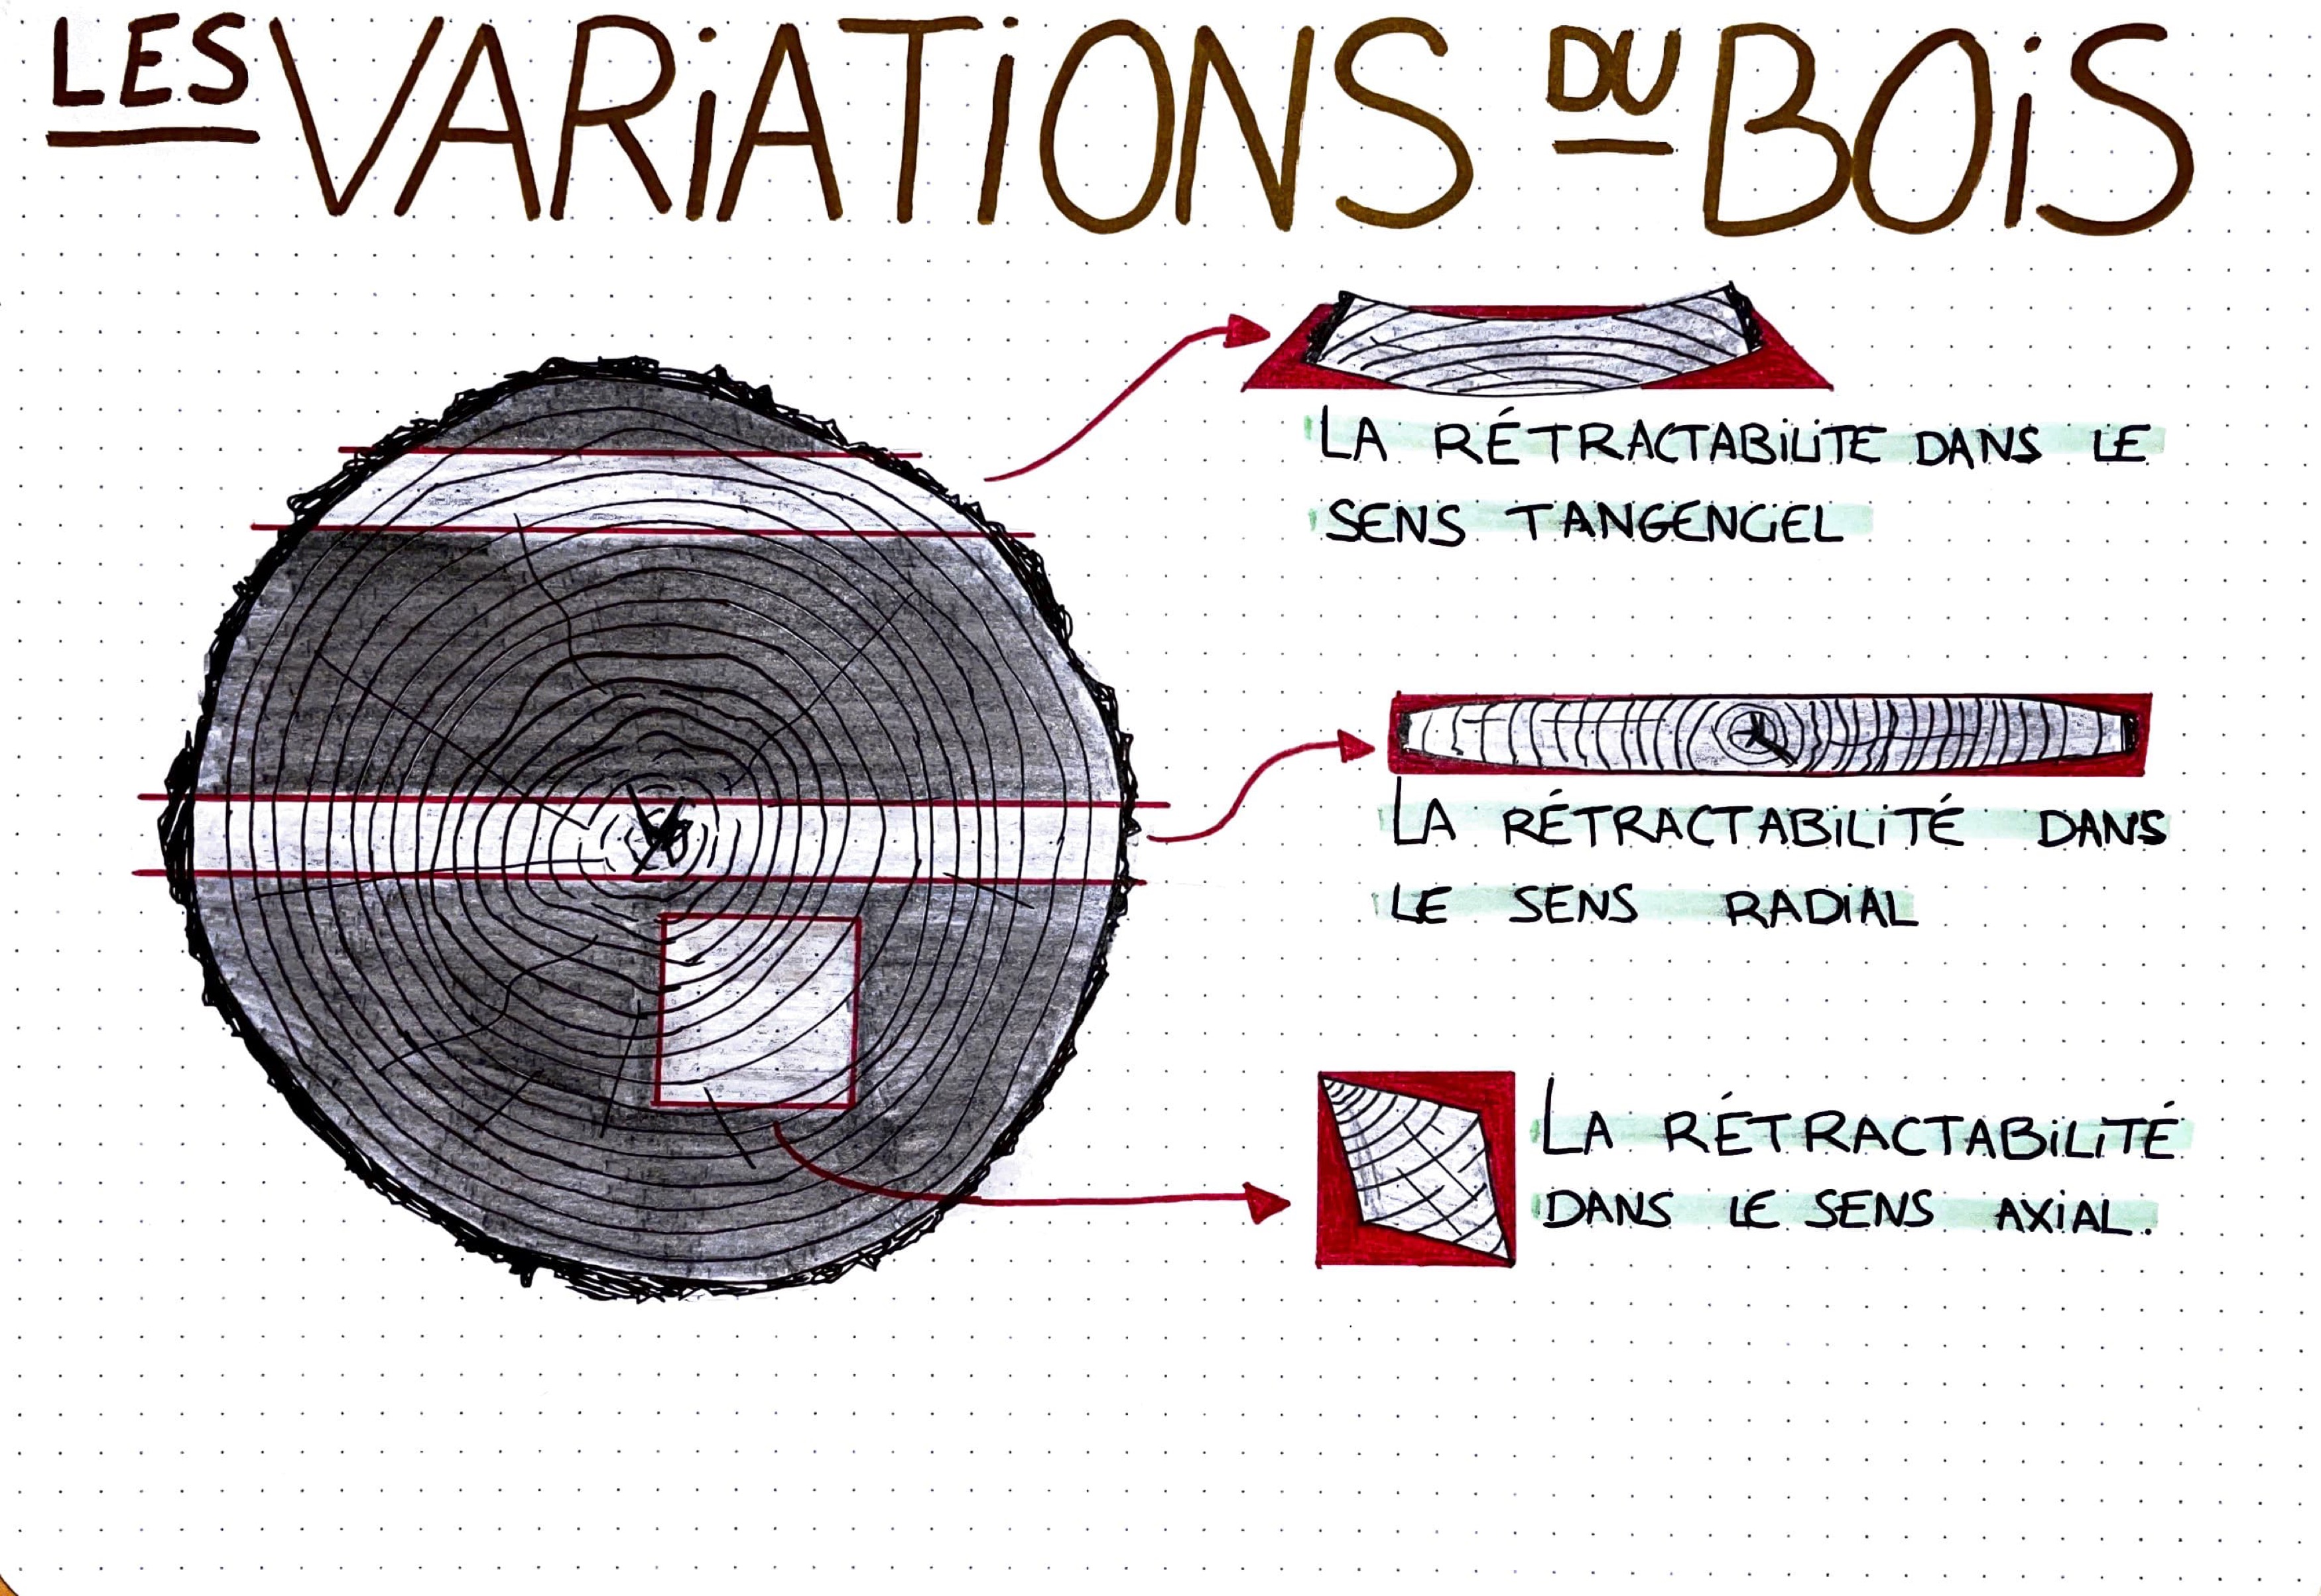 LES VARIATIONS DU BOIS
LA RÉTRACTABILITE DANS LE
SENS TANGENCIEL
LA RÉTRACTABILITÉ DANS
LE SENS RADIAL
LA RÉTRACTABILITÉ
DANS LE SENS AXIAL.